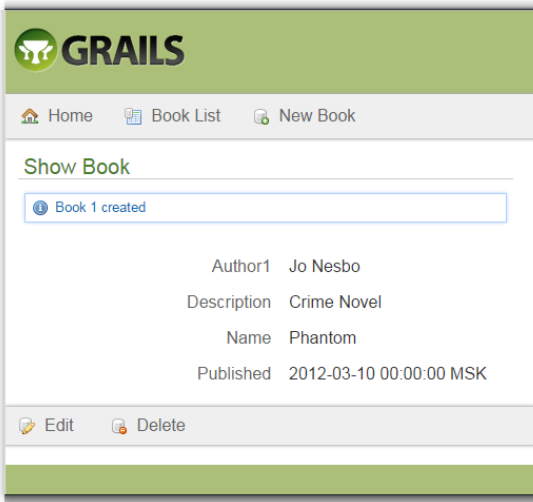 GRAILS
Home Book List New Book
Show Book
Book 1 created
Author1 Jo Nesbo
Description Crime Novel
Name Phantom
Published 2012-03-10 00:00:00 MSK
Edit Delete